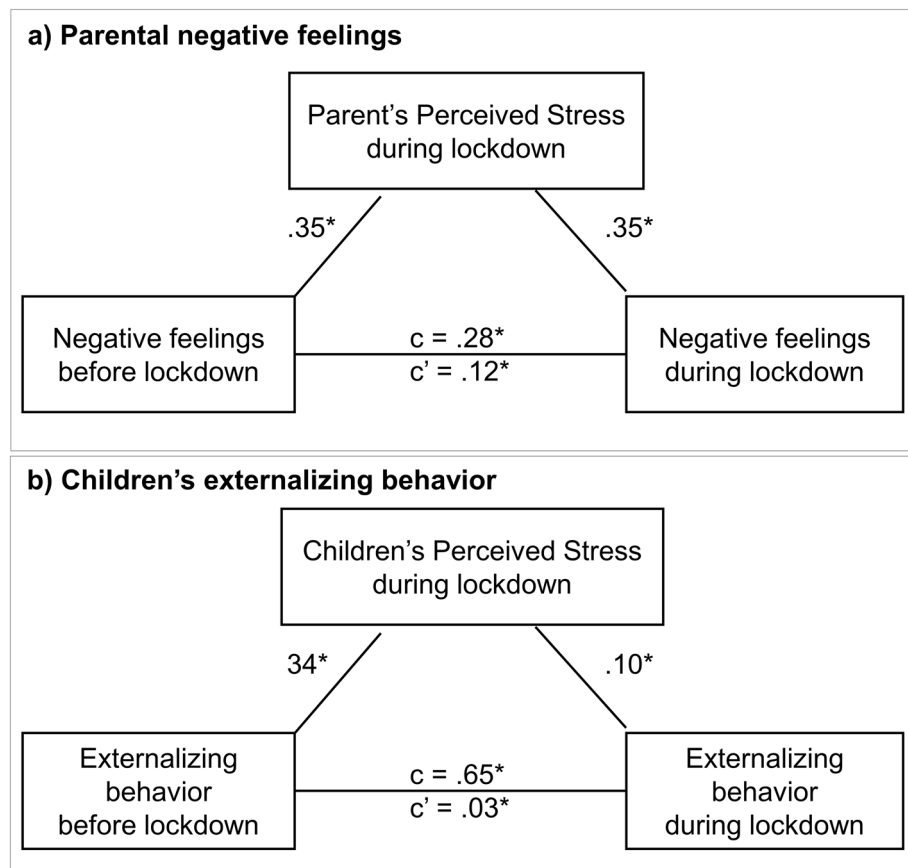 a) Parental negative feelings
Parent’s Perceived Stress
during lockdown
.35*
.35*
Negative feelings
before lockdown
c = .28*
c’ = .12*
Negative feelings
during lockdown
b) Children’s externalizing behavior
Children’s Perceived Stress
during lockdown
34*
.10*
Externalizing
behavior
before lockdown
c = .65*
c’ = .03*
Externalizing
behavior
during lockdown